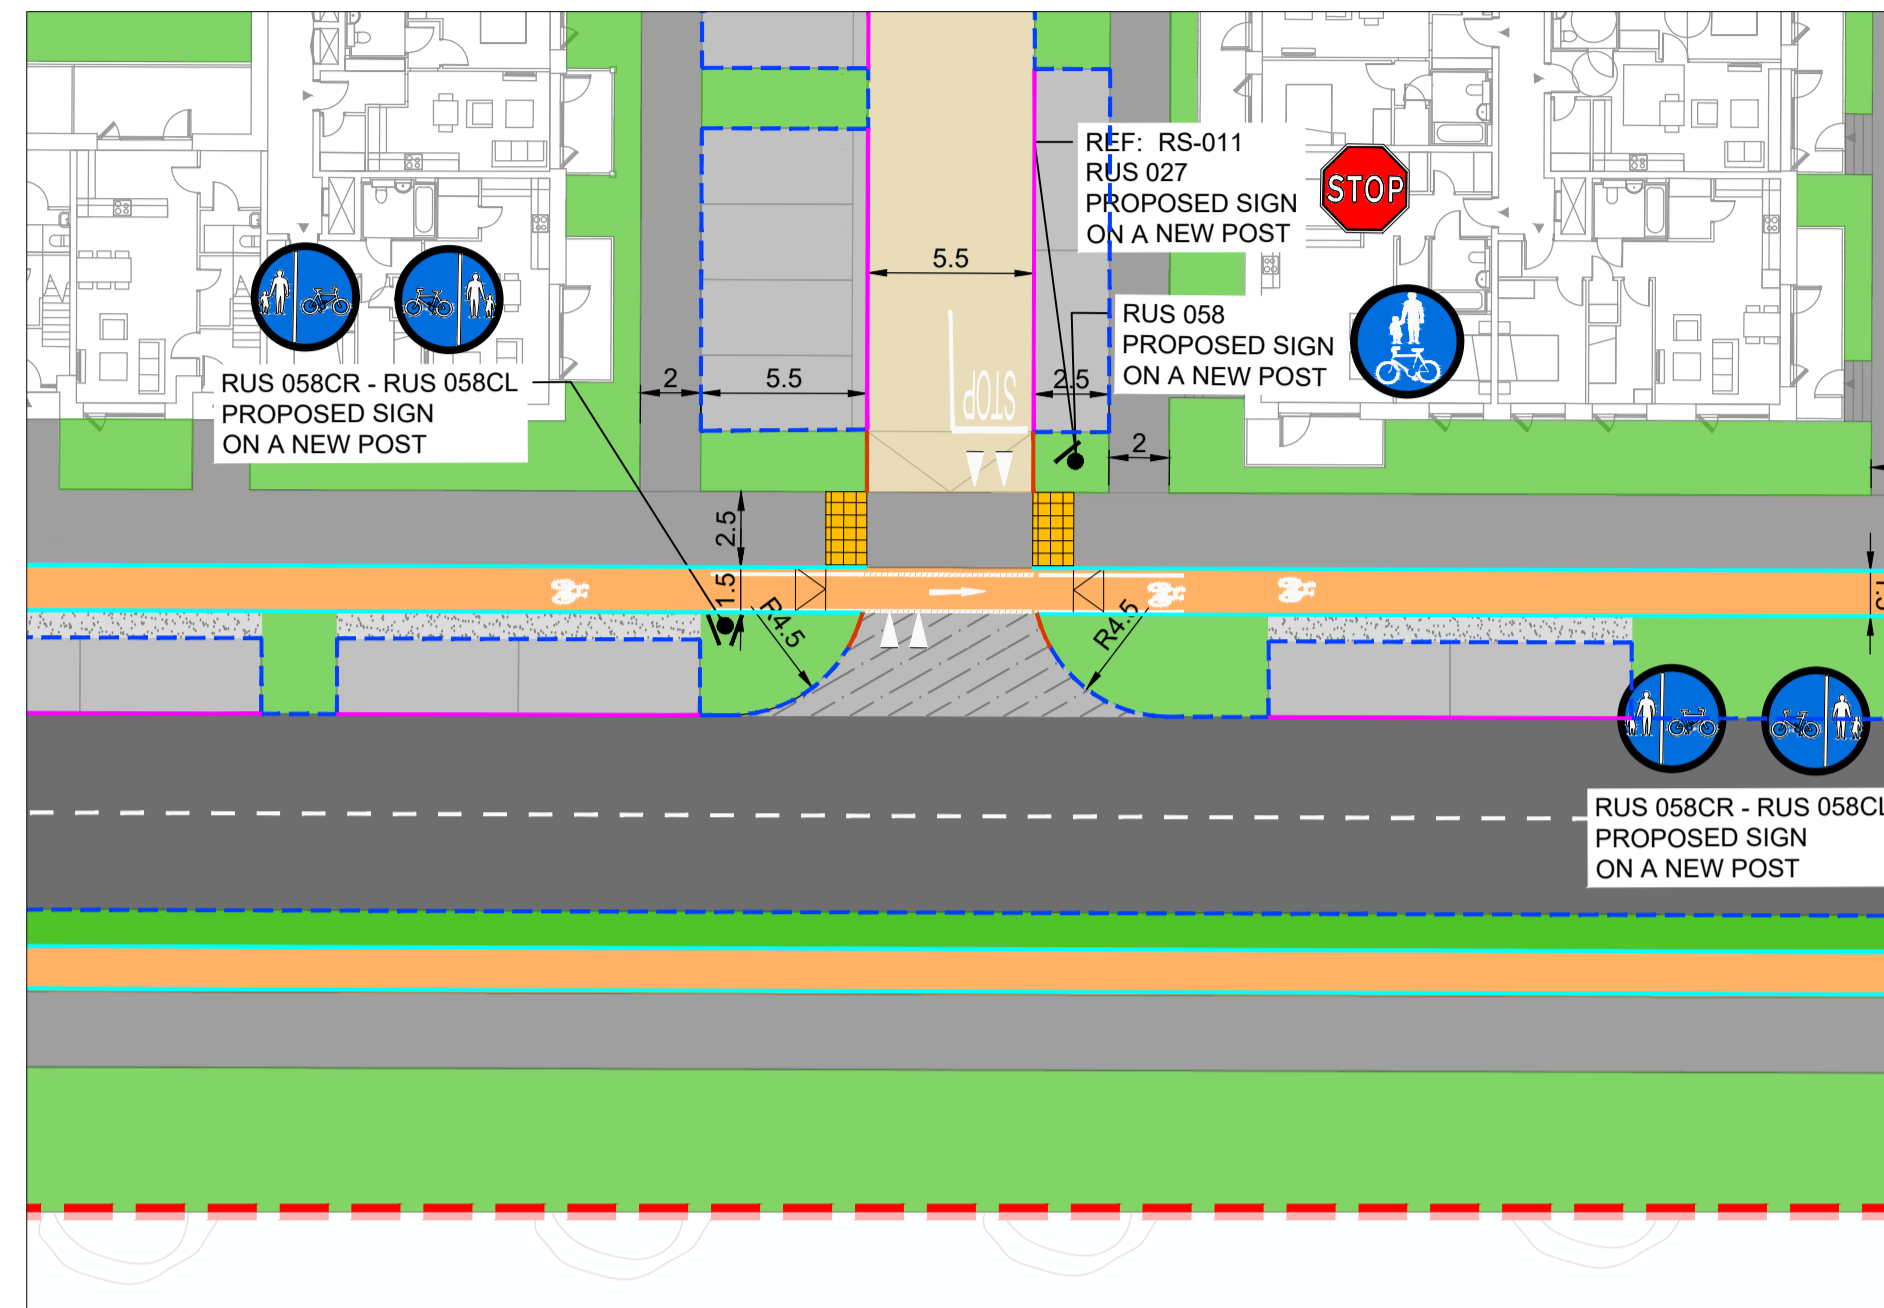 REF: RS-011
RUS 027
PROPOSED SIGN
ON A NEW POST
STOP
5.5
RUS 058
PROPOSED SIGN
ON A NEW POST
RUS 058CR - RUS 058CL
PROPOSED SIGN
ON A NEW POST
2
5.5
STOP
2.5
2
2.5
1.5
R4.5
R4.5
1.5
RUS 058CR - RUS 058CL
PROPOSED SIGN
ON A NEW POST